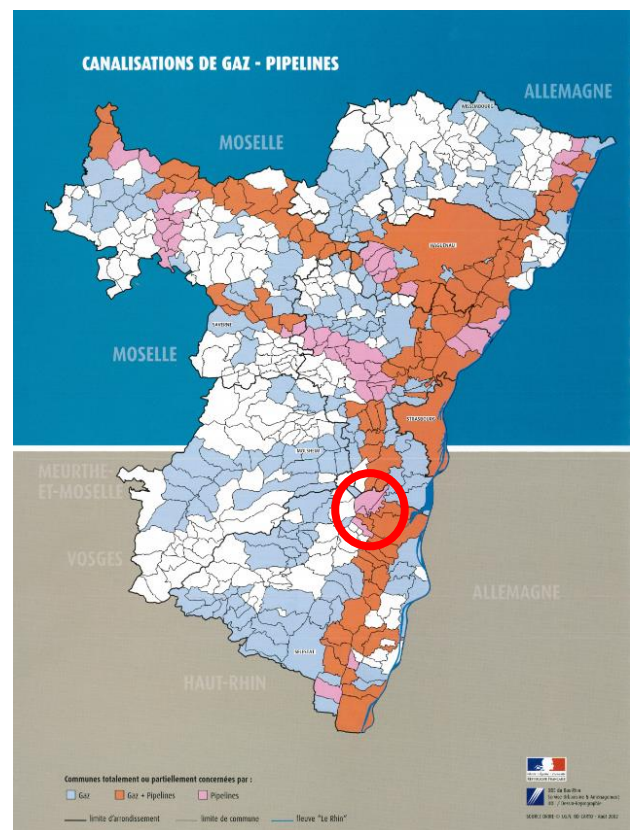 CANALISATIONS DE GAZ - PIPELINES
ALLEMAGNE
WISSEMBOURG
MOSELLE
HAGUENAU
SAVERNE
MOSELLE
STRASBOURG
MOLSHEIM
MEURTHE-
ET-MOSELLE
VOSGES
ALLEMAGNE
SELESTAT
HAUT-RHIN
Communes totalement ou partiellement concernées par :
Gaz
Gaz + Pipelines
Pipelines
limite d'arrondissement
limite de commune
fleuve "Le Rhin"